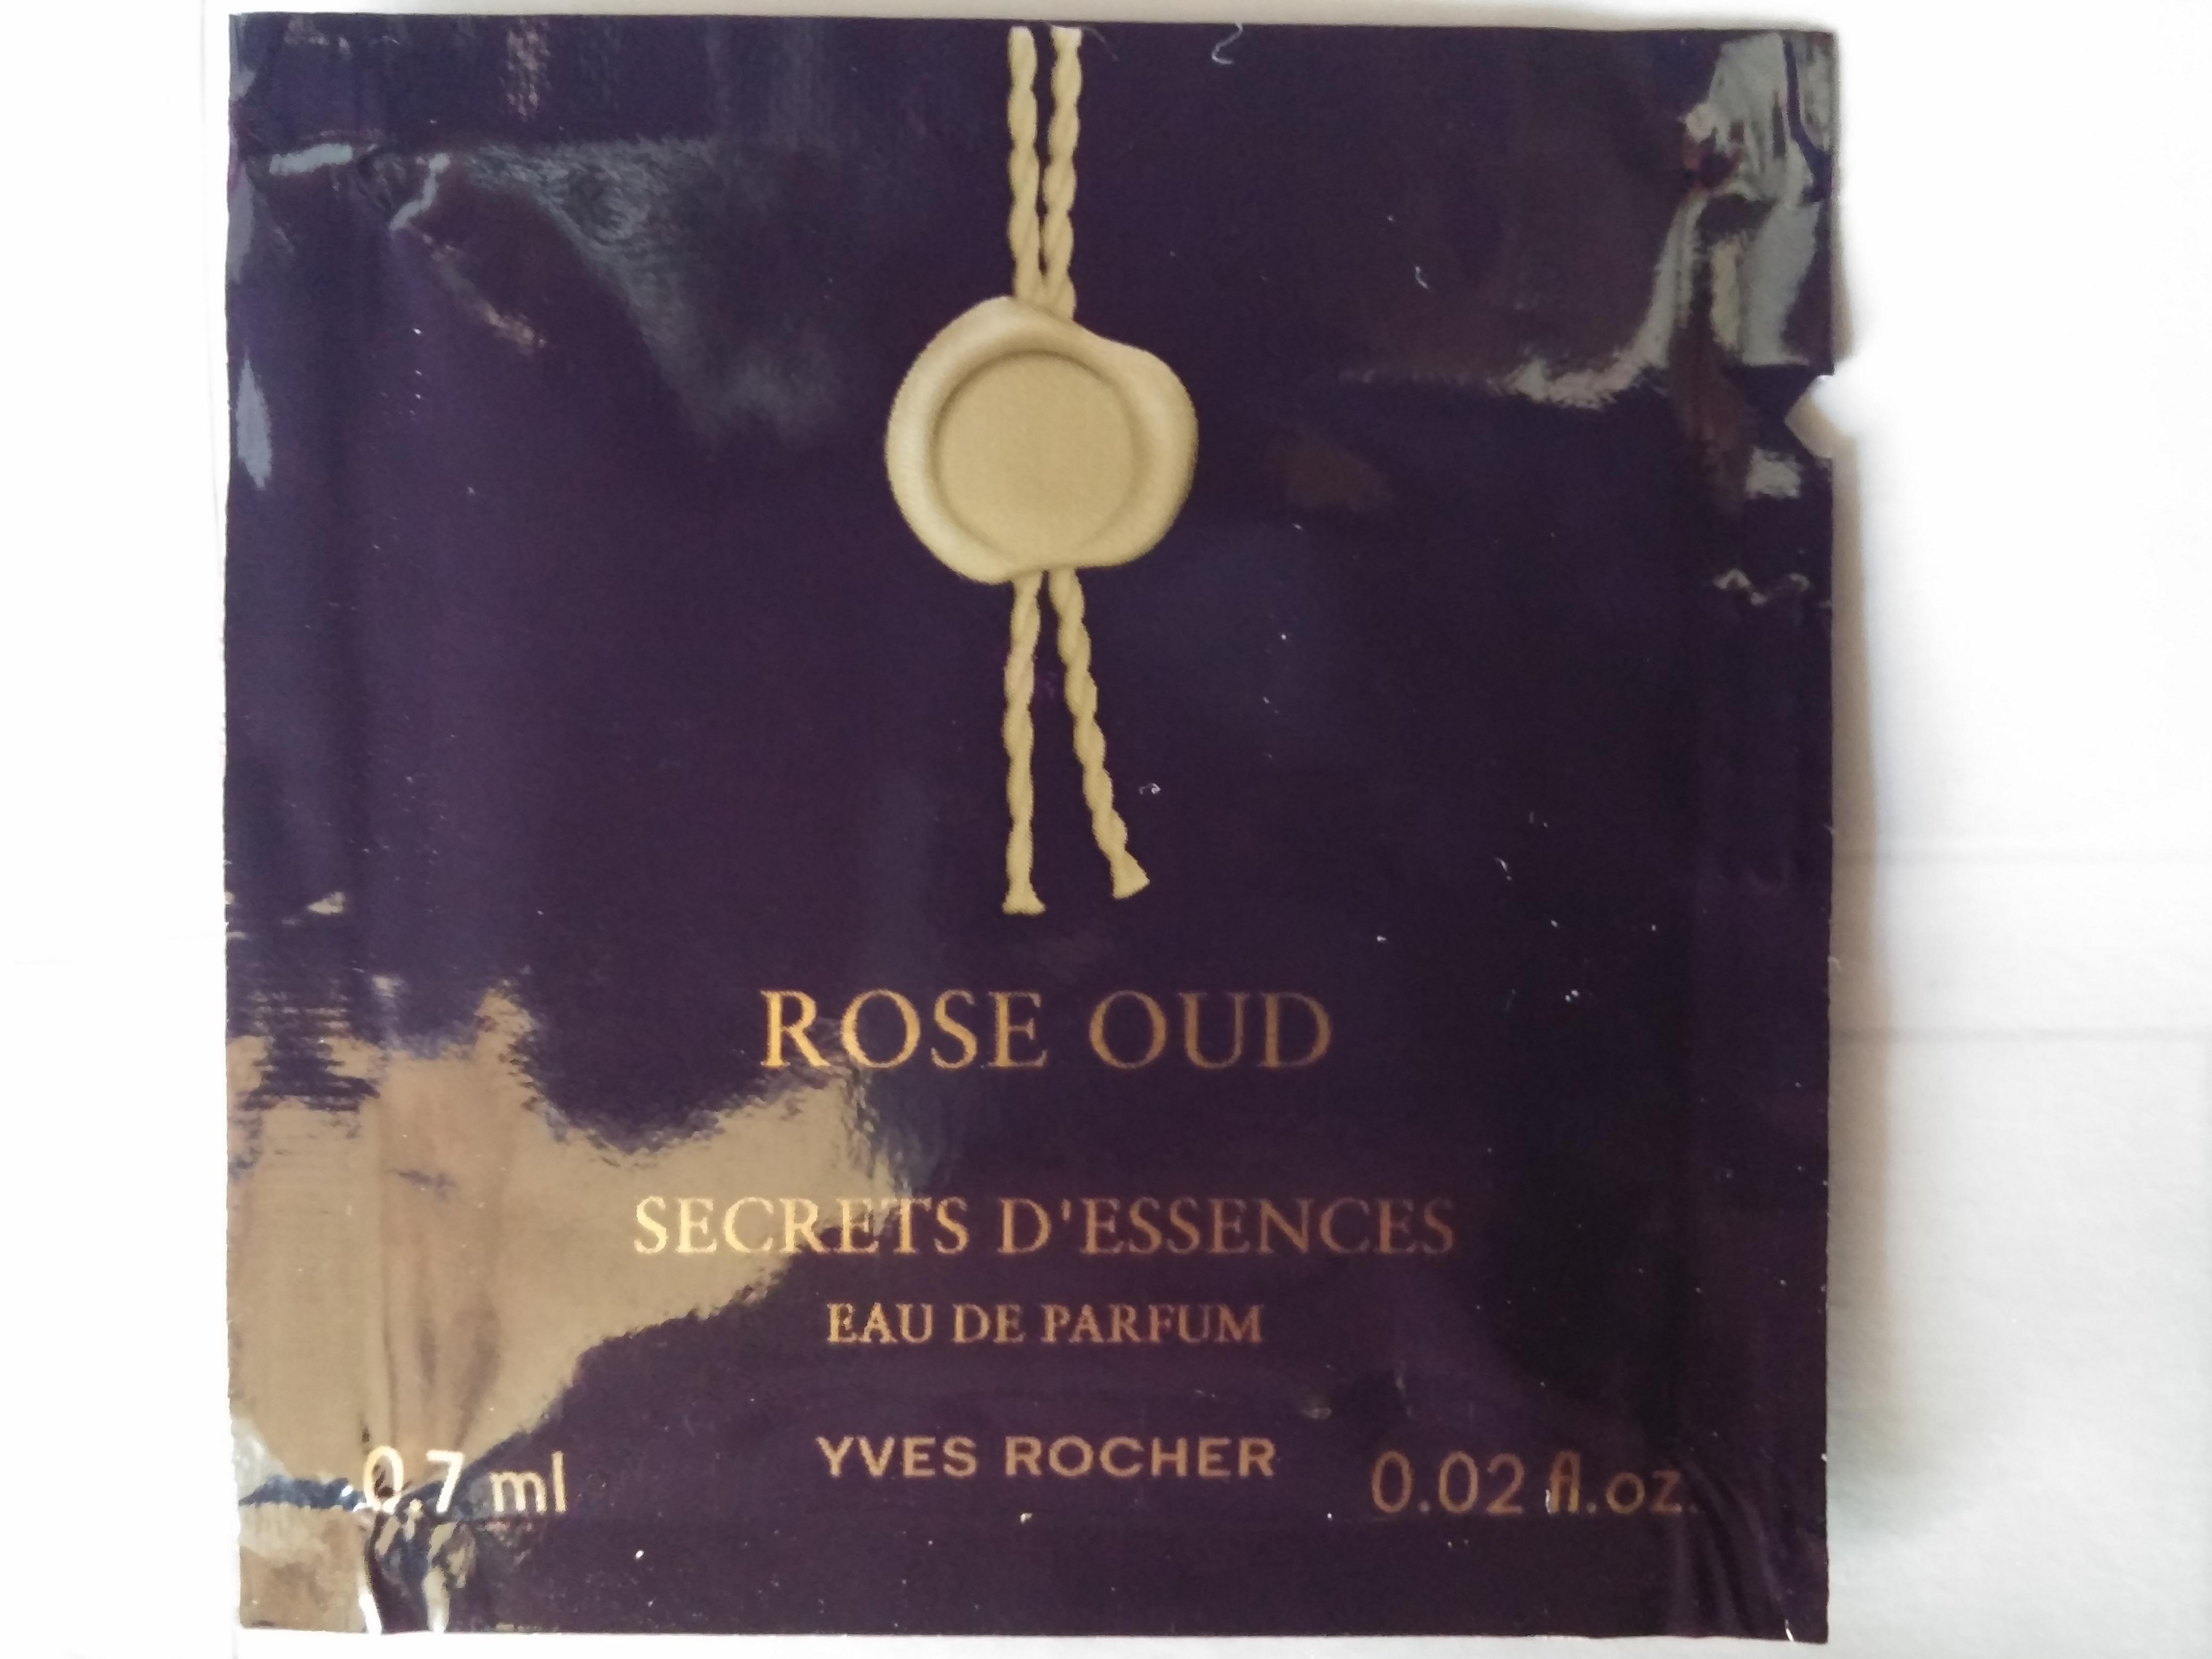 ROSE OUD
SECRETS D'ESSENCES
EAU DE PARFUM
YVES ROCHER
0.7 ml
0.02 fl.oz.